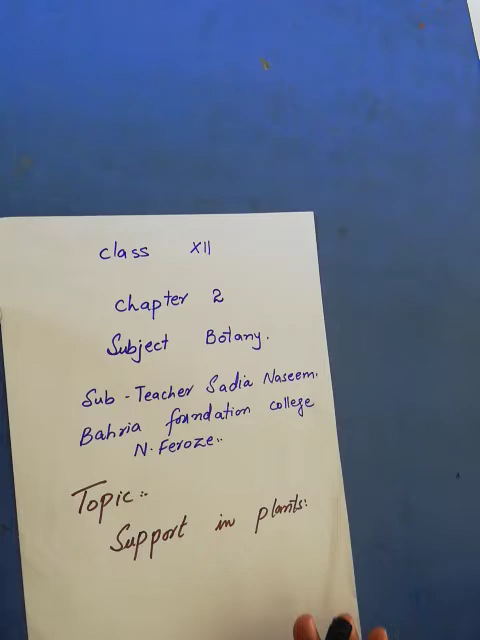 class XII
chapter 2
Subject Botany.
Sub-Teacher Sadia Naseem.
Bahria foundation college
N. Feroze..
Topic:.
Support in plants: